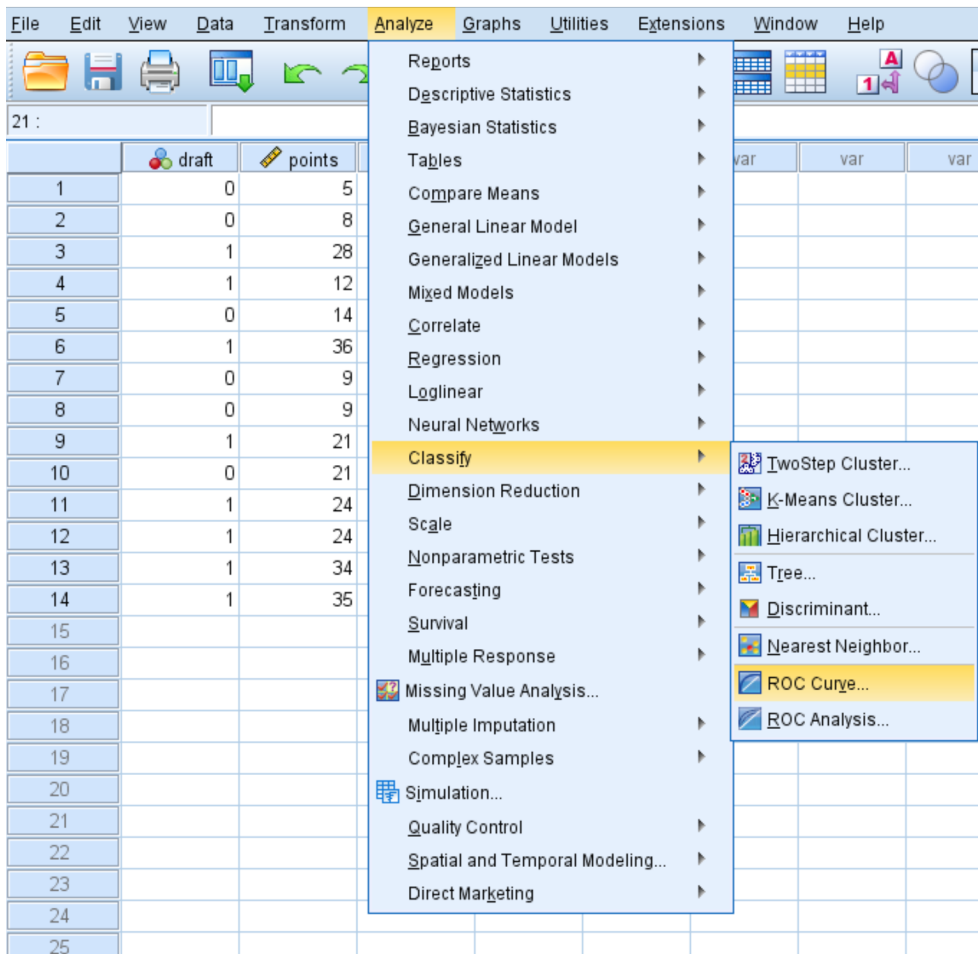 File Edit View Data Transform Analyze Graphs Utilities Extensions Window Help
A
1
21 :
draft points var var var
1 0 5
2 0 8
3 1 28
4 1 12
5 0 14
6 1 36
7 0 9
8 0 9
9 1 21
10 0 21
11 1 24
12 1 24
13 1 34
14 1 35
15
16
17
18
19
20
21
22
23
24
25
Reports
Descriptive Statistics
Bayesian Statistics
Tables
Compare Means
General Linear Model
Generalized Linear Models
Mixed Models
Correlate
Regression
Loglinear
Neural Networks
Classify
Dimension Reduction
Scale
Nonparametric Tests
Forecasting
Survival
Multiple Response
Missing Value Analysis...
Multiple Imputation
Complex Samples
Simulation...
Quality Control
Spatial and Temporal Modeling...
Direct Marketing
TwoStep Cluster...
K-Means Cluster...
Hierarchical Cluster...
Tree...
Discriminant...
Nearest Neighbor...
ROC Curve...
ROC Analysis...